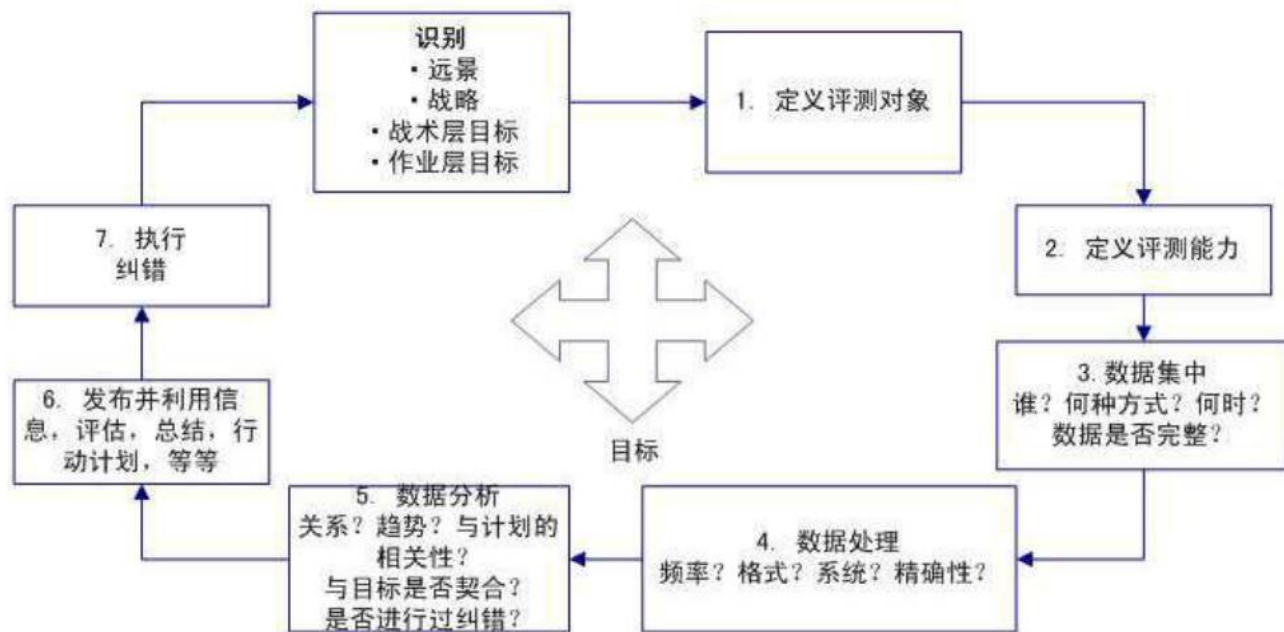 识别
·远景
·战略
·战术层目标
·作业层目标
1. 定义评测对象
2. 定义评测能力
3.数据集中
谁？何种方式？何时？
数据是否完整？
4. 数据处理
频率？格式？系统？精确性？
5. 数据分析
关系？趋势？与计划的
相关性？
与目标是否契合？
是否进行过纠错？
6. 发布并利用信
息，评估，总结，行
动计划，等等
7. 执行
纠错
目标